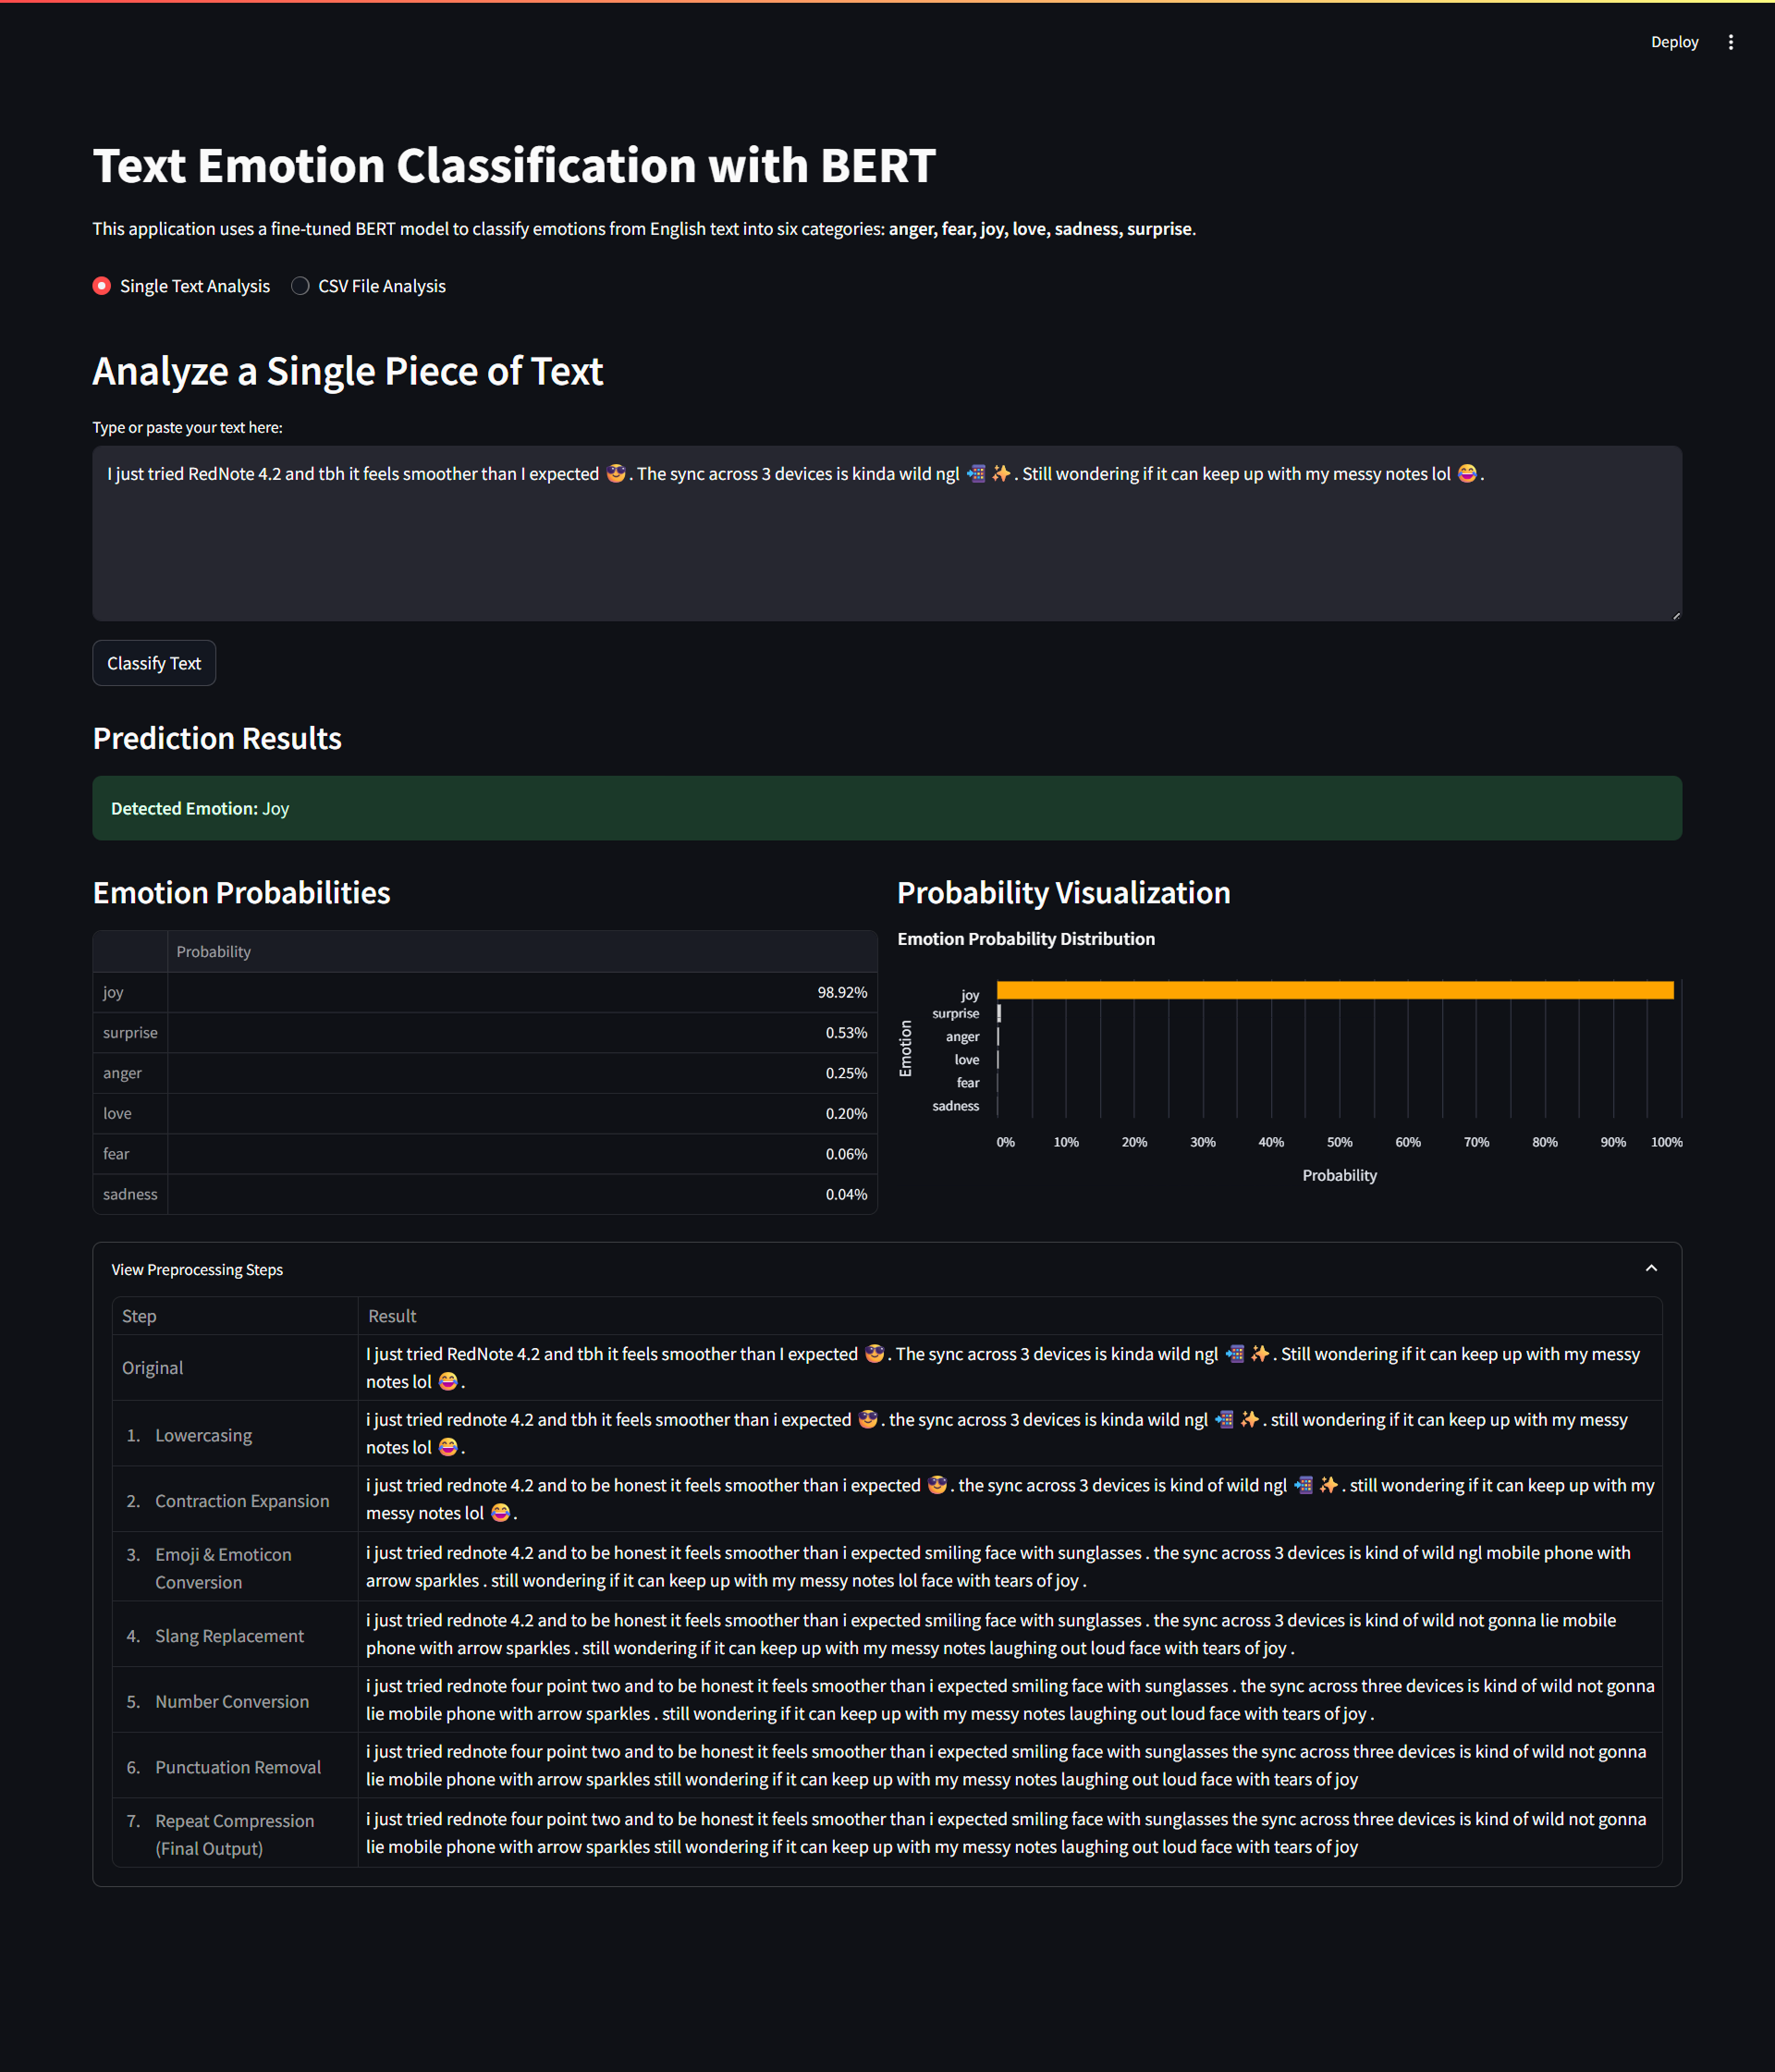 Deploy
Text Emotion Classification with BERT
This application uses a fine-tuned BERT model to classify emotions from English text into six categories: anger, fear, joy, love, sadness, surprise.
Single Text Analysis
CSV File Analysis
Analyze a Single Piece of Text
Type or paste your text here:
I just tried RedNote 4.2 and tbh it feels smoother than I expected 😎. The sync across 3 devices is kinda wild ngl 📲✨. Still wondering if it can keep up with my messy notes lol 😂.
Classify Text
Prediction Results
Detected Emotion: Joy
Emotion Probabilities
Probability
joy 98.92%
surprise 0.53%
anger 0.25%
love 0.20%
fear 0.06%
sadness 0.04%
Probability Visualization
Emotion Probability Distribution
Emotion
joy
surprise
anger
love
fear
sadness
0% 10% 20% 30% 40% 50% 60% 70% 80% 90% 100%
Probability
View Preprocessing Steps
Step Result
Original
I just tried RedNote 4.2 and tbh it feels smoother than I expected 😎. The sync across 3 devices is kinda wild ngl 📲✨. Still wondering if it can keep up with my messy
notes lol 😂.
1. Lowercasing
i just tried rednote 4.2 and tbh it feels smoother than i expected 😎. the sync across 3 devices is kinda wild ngl 📲✨. still wondering if it can keep up with my messy
notes lol 😂.
2. Contraction Expansion
i just tried rednote 4.2 and to be honest it feels smoother than i expected 😎. the sync across 3 devices is kind of wild ngl 📲✨. still wondering if it can keep up with my
messy notes lol 😂.
3. Emoji & Emoticon
Conversion
i just tried rednote 4.2 and to be honest it feels smoother than i expected smiling face with sunglasses . the sync across 3 devices is kind of wild ngl mobile phone with
arrow sparkles . still wondering if it can keep up with my messy notes lol face with tears of joy .
4. Slang Replacement
i just tried rednote 4.2 and to be honest it feels smoother than i expected smiling face with sunglasses . the sync across 3 devices is kind of wild not gonna lie mobile
phone with arrow sparkles . still wondering if it can keep up with my messy notes laughing out loud face with tears of joy .
5. Number Conversion
i just tried rednote four point two and to be honest it feels smoother than i expected smiling face with sunglasses . the sync across three devices is kind of wild not gonna
lie mobile phone with arrow sparkles . still wondering if it can keep up with my messy notes laughing out loud face with tears of joy .
6. Punctuation Removal
i just tried rednote four point two and to be honest it feels smoother than i expected smiling face with sunglasses the sync across three devices is kind of wild not gonna
lie mobile phone with arrow sparkles still wondering if it can keep up with my messy notes laughing out loud face with tears of joy
7. Repeat Compression
(Final Output)
i just tried rednote four point two and to be honest it feels smoother than i expected smiling face with sunglasses the sync across three devices is kind of wild not gonna
lie mobile phone with arrow sparkles still wondering if it can keep up with my messy notes laughing out loud face with tears of joy